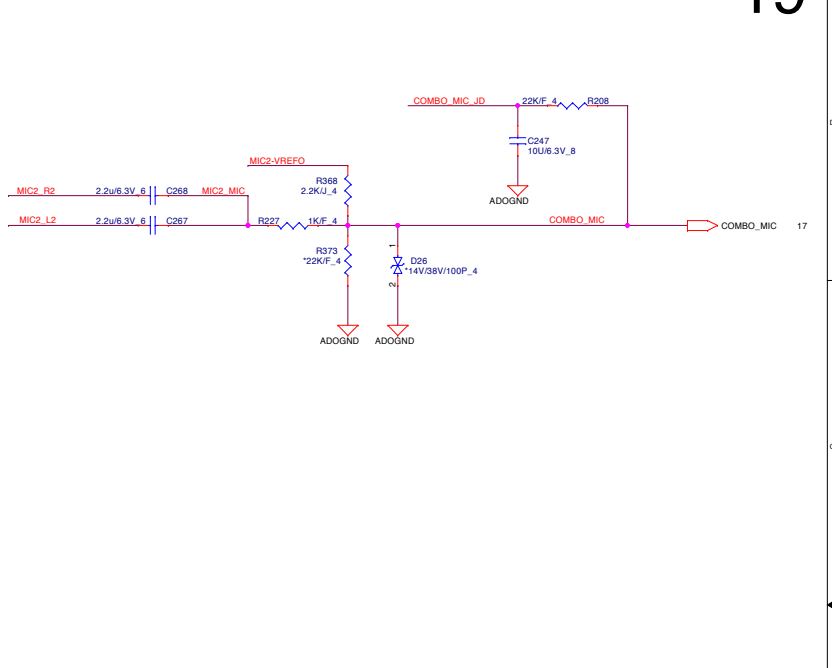 19
COMBO_MIC_JD
22K/F_4
R208
C247
10U/6.3V_8
ADOGND
MIC2-VREFO
R368
2.2K/J_4
MIC2_R2
2.2u/6.3V_6
C268
MIC2_MIC
MIC2_L2
2.2u/6.3V_6
C267
R227
1K/F_4
COMBO_MIC
COMBO_MIC
17
R373
*22K/F_4
1
D26
*14V/38V/100P_4
2
ADOGND
ADOGND